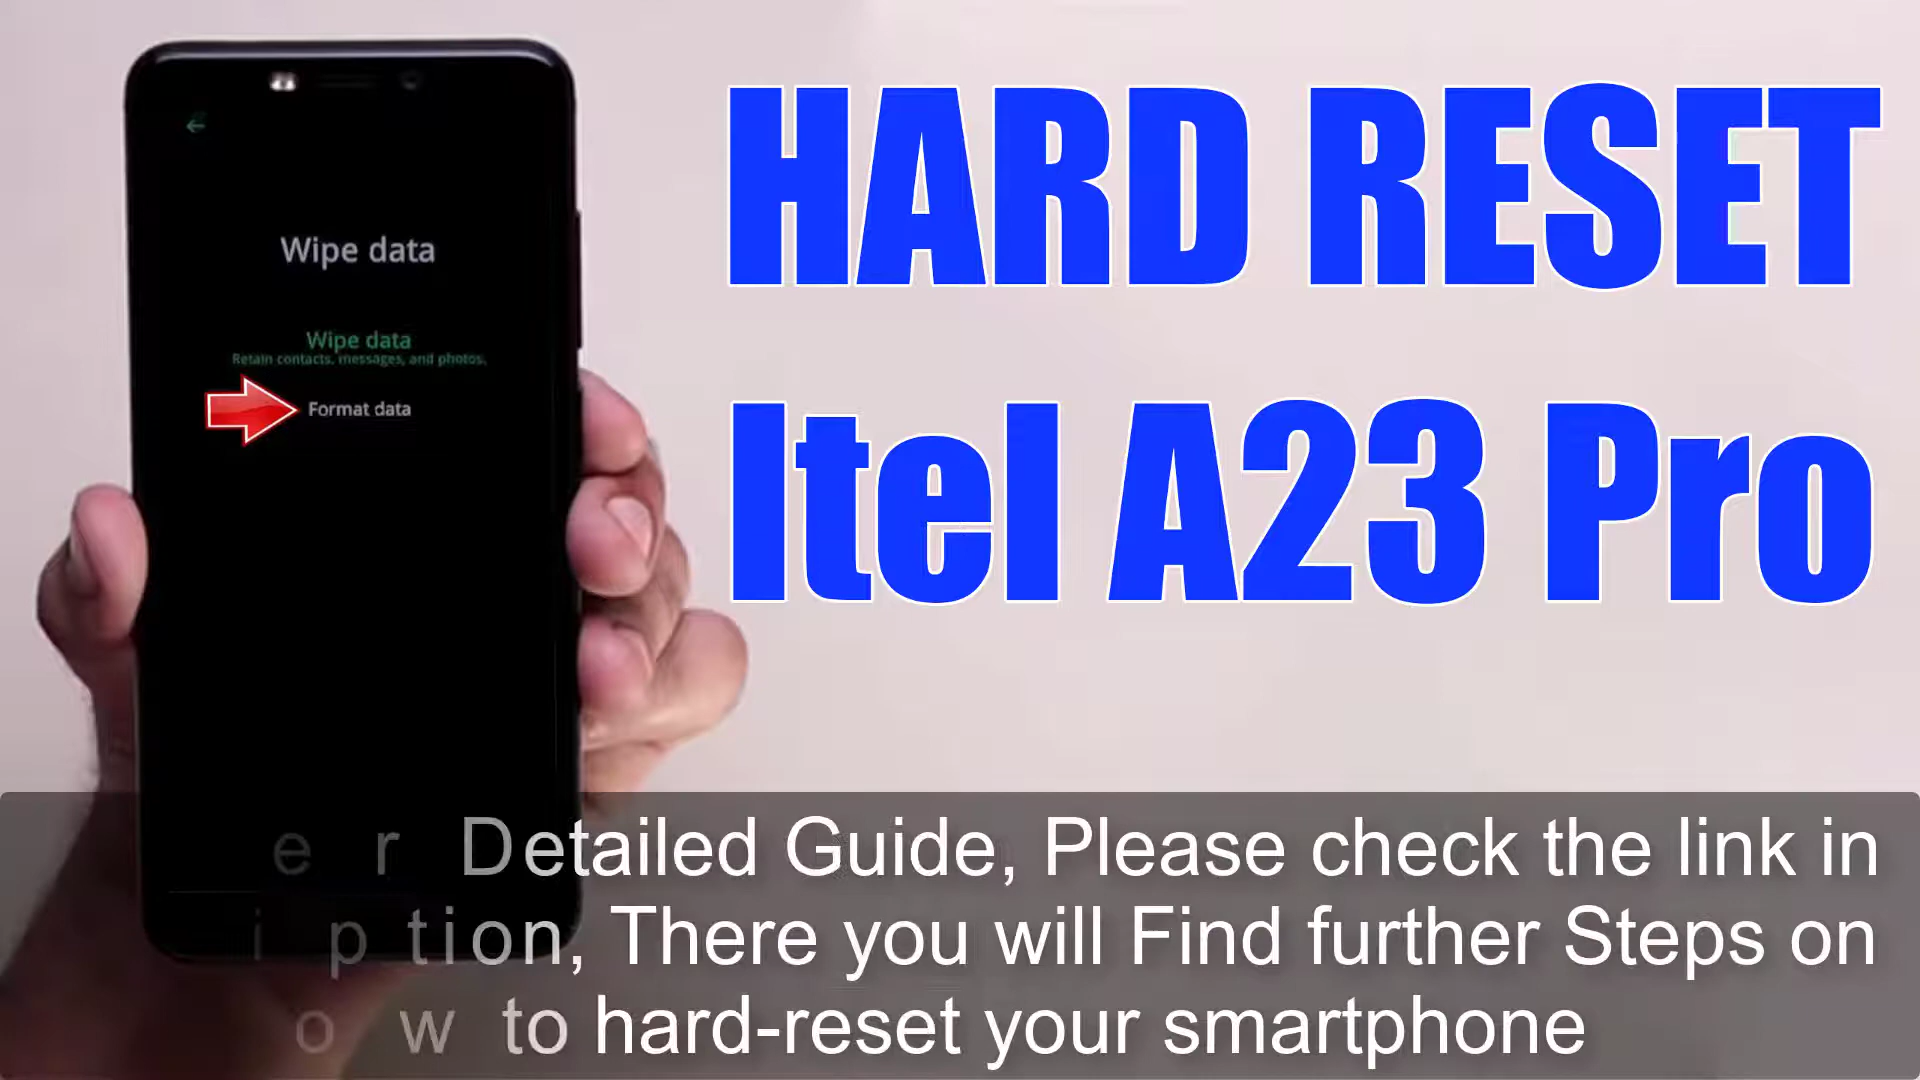 HARD RESET
Itel A23 Pro
Wipe data
Wipe data
Retain contacts, messages, and photos.
Format data
Detailed Guide, Please check the link in
There you will Find further Steps on
to hard-reset your smartphone